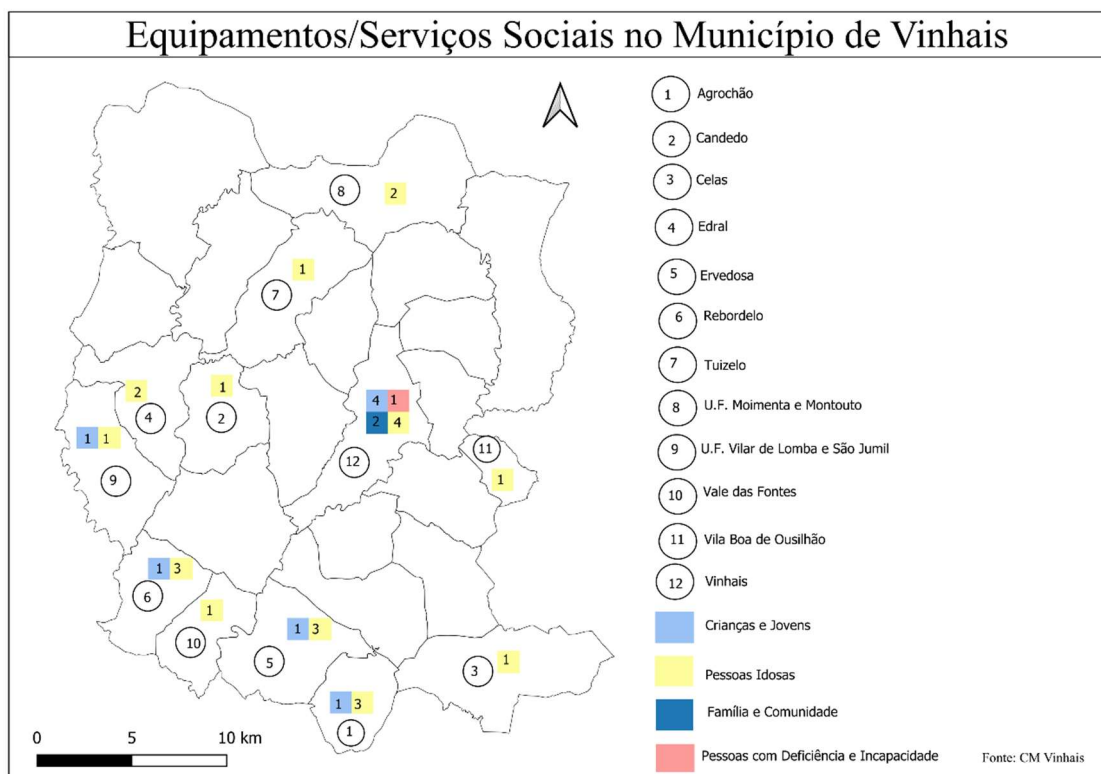 Equipamentos/Serviços Sociais no Município de Vinhais
1 Agrochão
2 Candedo
3 Celas
4 Edral
5 Ervedosa
6 Rebordelo
7 Tuizelo
8 U.F. Moimenta e Montouto
9 U.F. Vilar de Lomba e São Jumil
10 Vale das Fontes
11 Vila Boa de Ousilhão
12 Vinhais
Crianças e Jovens
Pessoas Idosas
Família e Comunidade
Pessoas com Deficiência e Incapacidade
Fonte: CM Vinhais
8 2
1
7
2
4
1
2
4 1
2 4
12
11
1
1 1
9
1 3
6
1
10
1 3
5
1
3
1 3
1
0 5 10 km